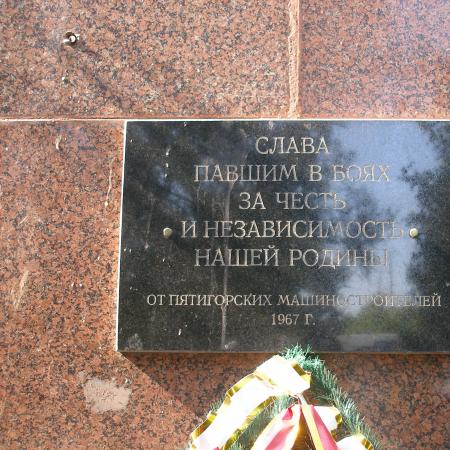 СЛАВА
ПАВШИМ В БОЯХ
ЗА ЧЕСТЬ
И НЕЗАВИСИМОСТЬ
НАШЕЙ РОДИНЫ
ОТ ПЯТИГОРСКИХ МАШИНОСТРОИТЕЛЕЙ
1967 Г.